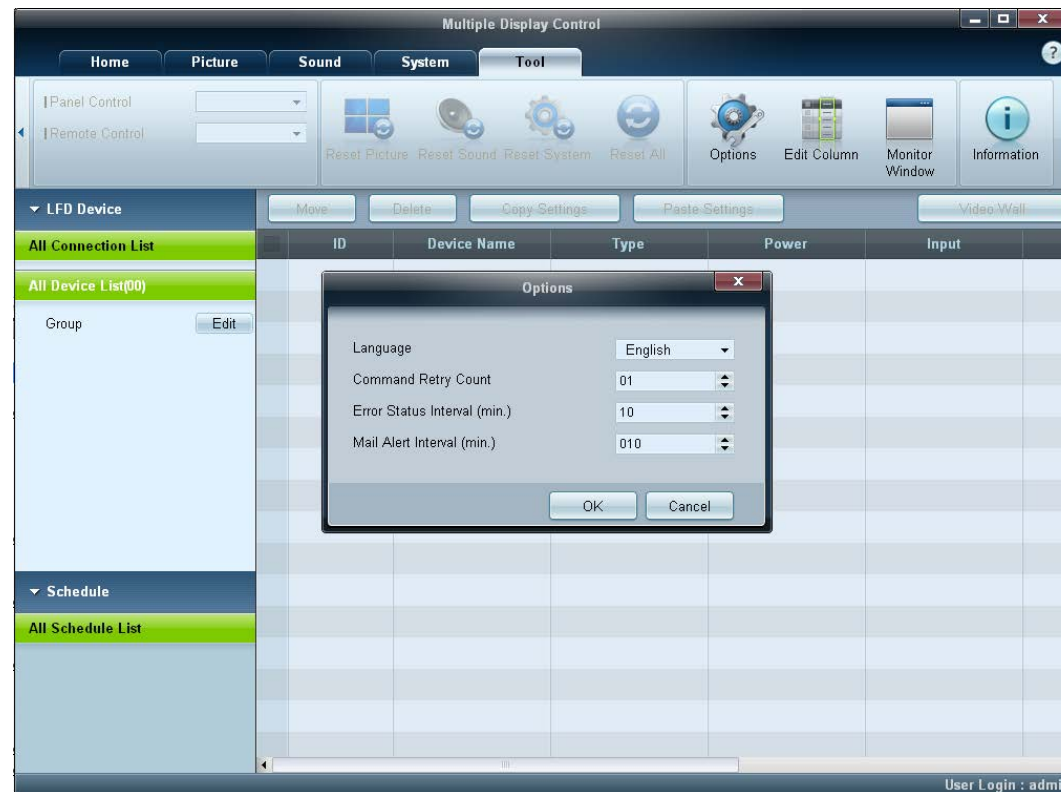 Multiple Display Control
Home Picture Sound System Tool
Panel Control
Remote Control
Reset Picture Reset Sound Reset System Reset All
Options Edit Column Monitor Window Information
LFD Device
Move Delete Copy Settings Paste Settings Video Wall
All Connection List
ID Device Name Type Power Input
All Device List(00)
Group Edit
Options
Language English
Command Retry Count 01
Error Status Interval (min.) 10
Mail Alert Interval (min.) 010
OK Cancel
Schedule
All Schedule List
User Login : admi